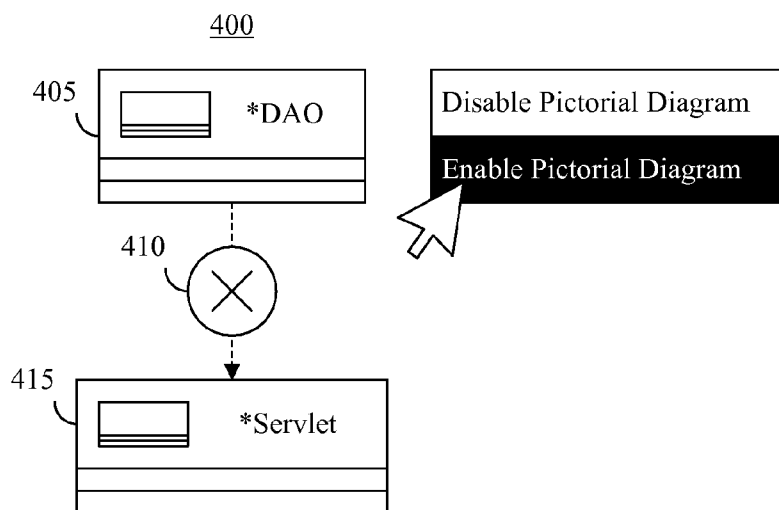 400
405
*DAO
Disable Pictorial Diagram
Enable Pictorial Diagram
410
415
*Servlet